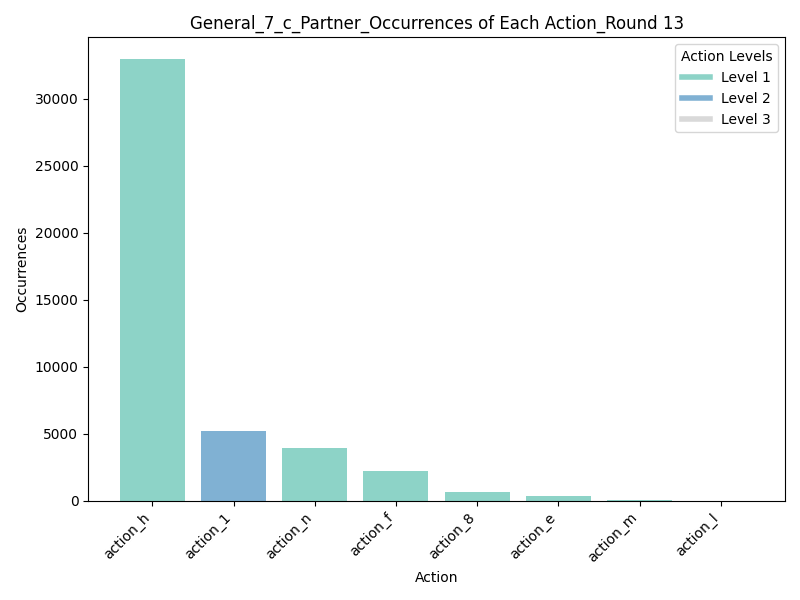 General_7_c_Partner_Occurrences of Each Action_Round 13
Action Levels
Level 1
Level 2
Level 3
Occurrences
30000
25000
20000
15000
10000
5000
0
action_h
action_1
action_n
action_f
action_8
action_e
action_m
action_l
Action